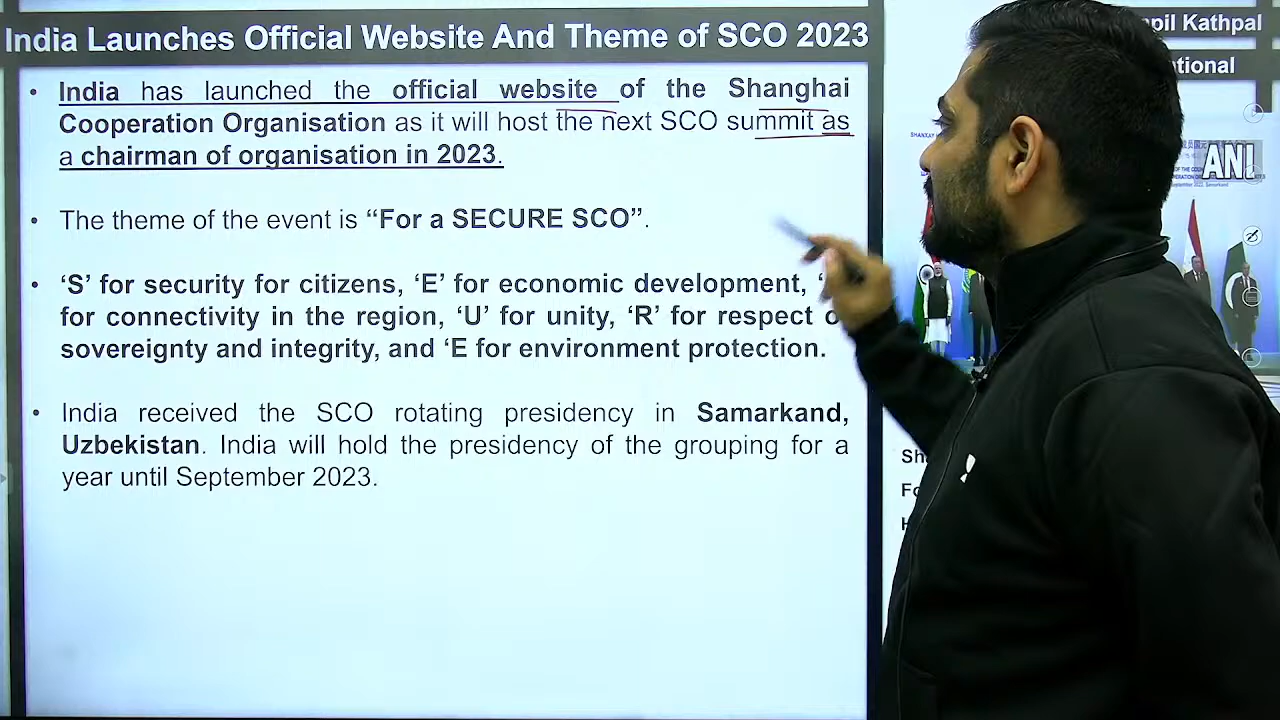 India Launches Official Website And Theme of SCO 2023
• India has launched the official website of the Shanghai
Cooperation Organisation as it will host the next SCO summit as
a chairman of organisation in 2023.
• The theme of the event is “For a SECURE SCO”.
• ‘S’ for security for citizens, ‘E’ for economic development, ‘
for connectivity in the region, ‘U’ for unity, ‘R’ for respect o
sovereignty and integrity, and ‘E for environment protection.
• India received the SCO rotating presidency in Samarkand,
Uzbekistan. India will hold the presidency of the grouping for a
year until September 2023.
Kathpal
ANI
Sh
Fo
H